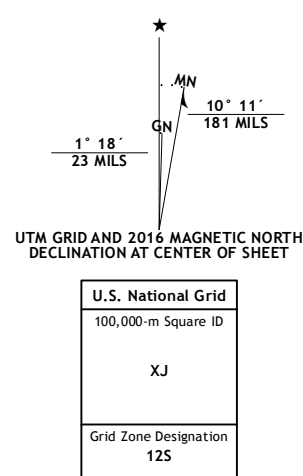 ★
MN
GN
10° 11´
181 MILS
1° 18´
23 MILS
UTM GRID AND 2016 MAGNETIC NORTH
DECLINATION AT CENTER OF SHEET
U.S. National Grid
100,000-m Square ID
XJ
Grid Zone Designation
12S